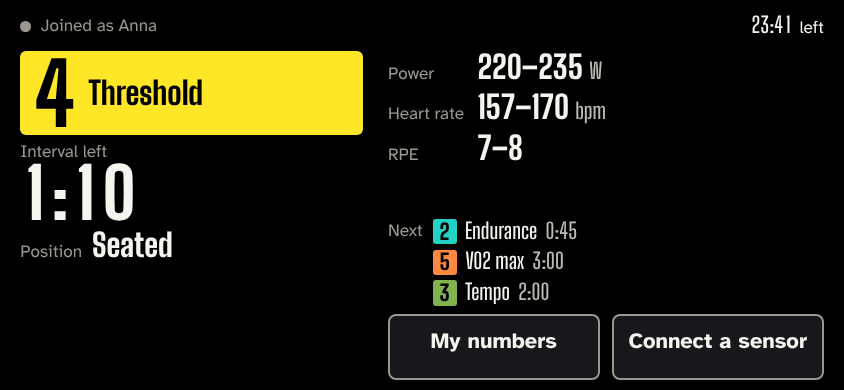 Joined as Anna
23:41 left
4 Threshold
Interval left
1:10
Position Seated
Power 220–235 W
Heart rate 157–170 bpm
RPE 7–8
Next 2 Endurance 0:45
5 VO2 max 3:00
3 Tempo 2:00
My numbers
Connect a sensor